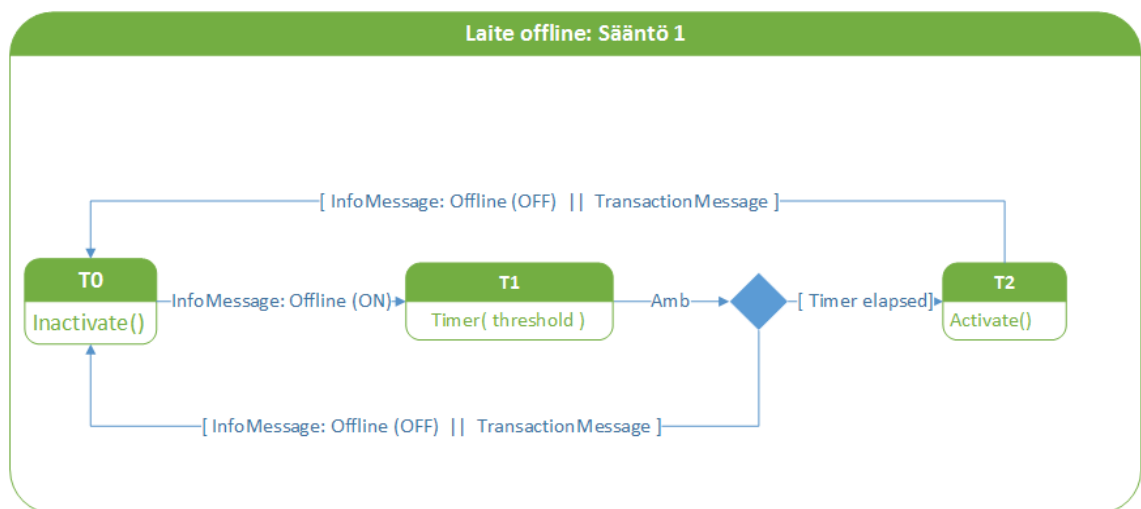 Laite offline: Sääntö 1
[ InfoMessage: Offline (OFF) || TransactionMessage ]
T0
Inactivate()
InfoMessage: Offline (ON)
T1
Timer( threshold )
Amb
[ Timer elapsed]
T2
Activate()
[ InfoMessage: Offline (OFF) || TransactionMessage ]